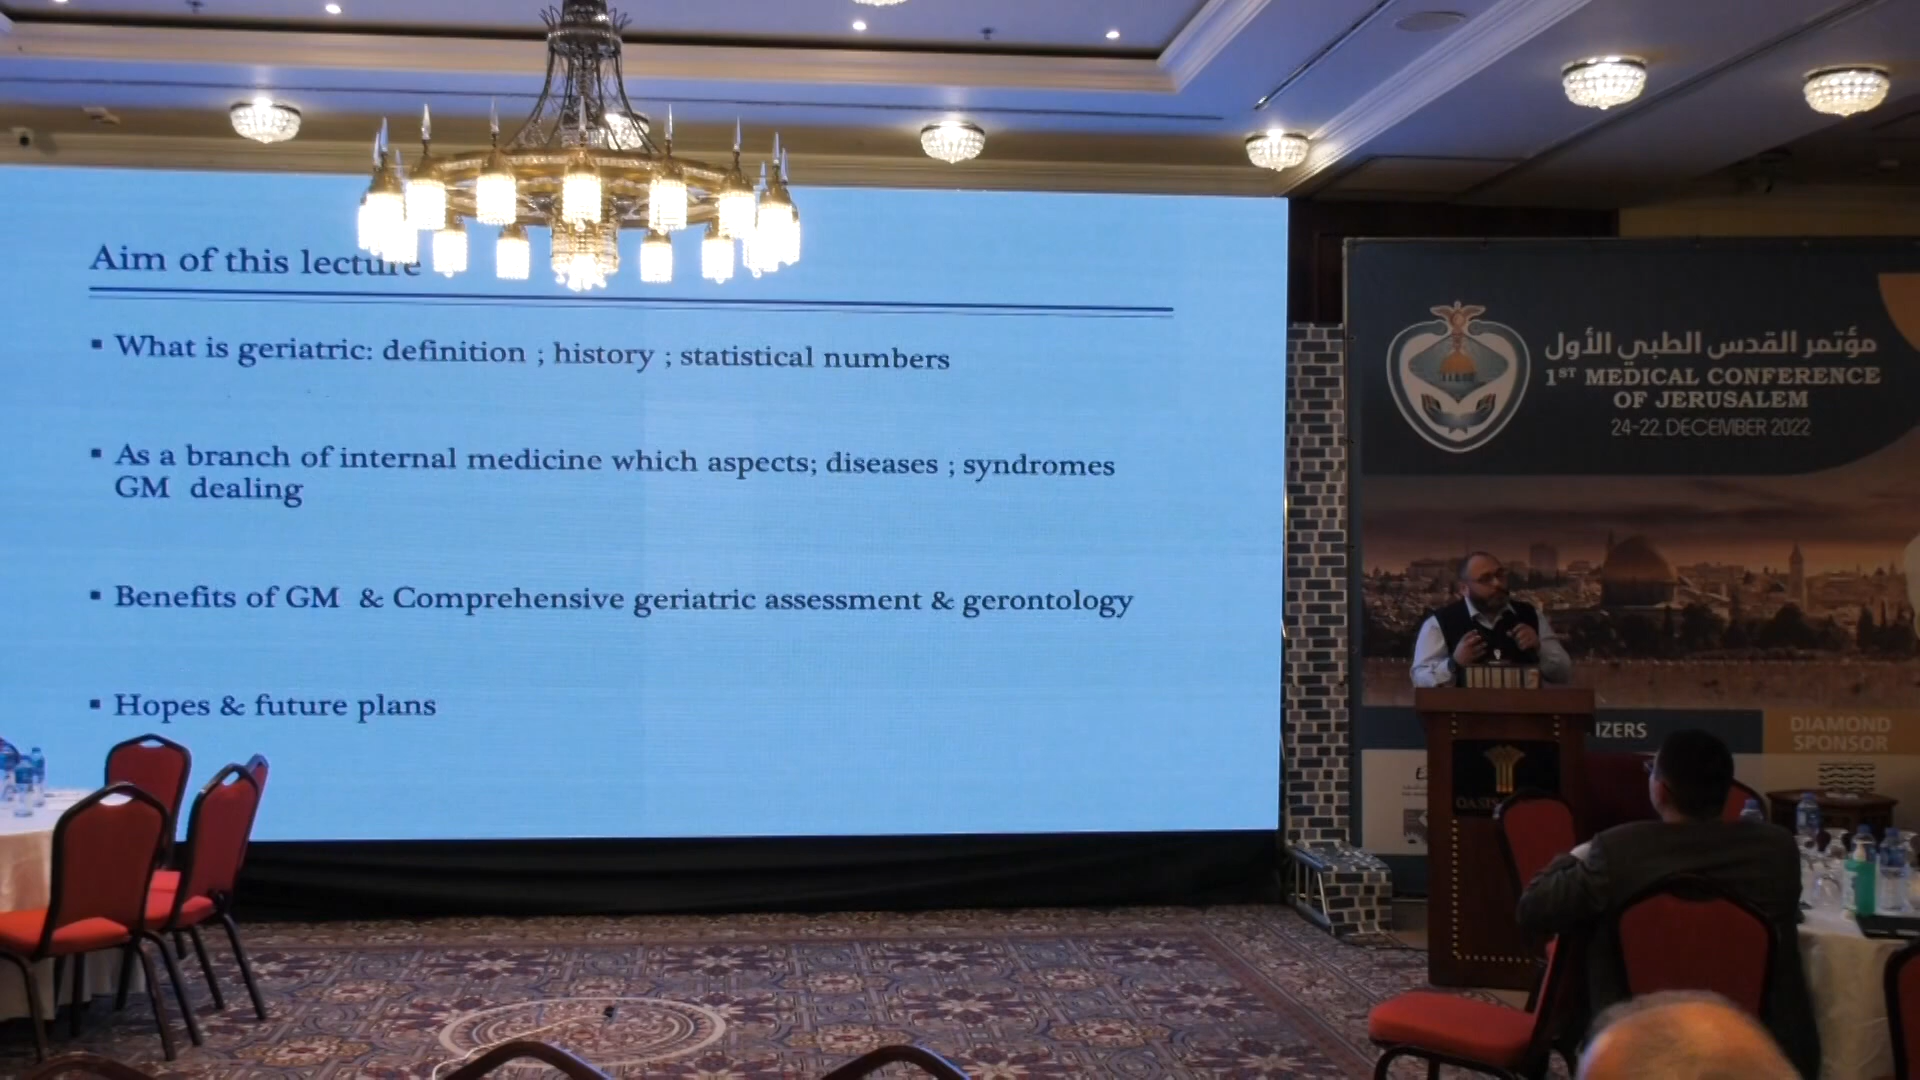 Aim of this lecture
▪ What is geriatric: definition ; history ; statistical numbers
▪ As a branch of internal medicine which aspects; diseases ; syndromes
GM dealing
▪ Benefits of GM & Comprehensive geriatric assessment & gerontology
▪ Hopes & future plans
مؤتمر القدس الطبي الأول
1ST MEDICAL CONFERENCE
OF JERUSALEM
24-22, DECEMBER 2022
IZERS
DIAMOND
SPONSOR